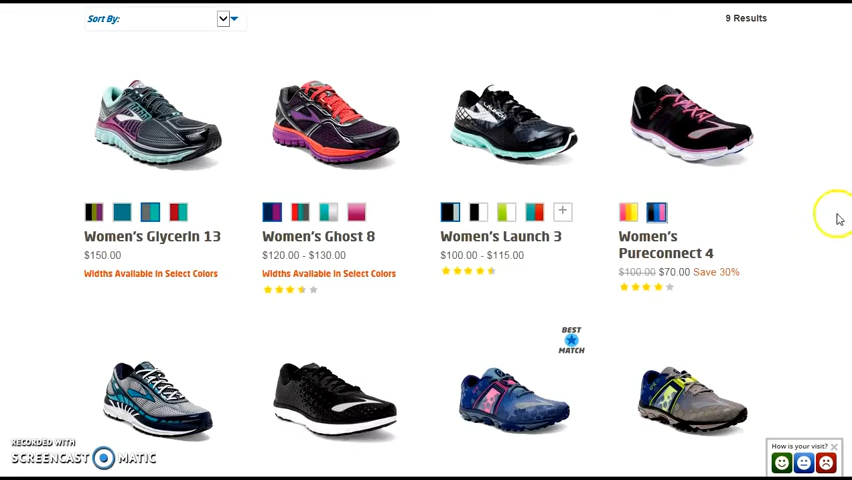 Sort By:
9 Results
Women's Glycerin 13
$150.00
Widths Available in Select Colors
Women's Ghost 8
$120.00 - $130.00
Widths Available in Select Colors
Women's Launch 3
$100.00 - $115.00
Women's
Pureconnect 4
$100.00 $70.00 Save 30%
BEST
MATCH
RECORDED WITH
SCREENCAST MATIC
How is your visit?